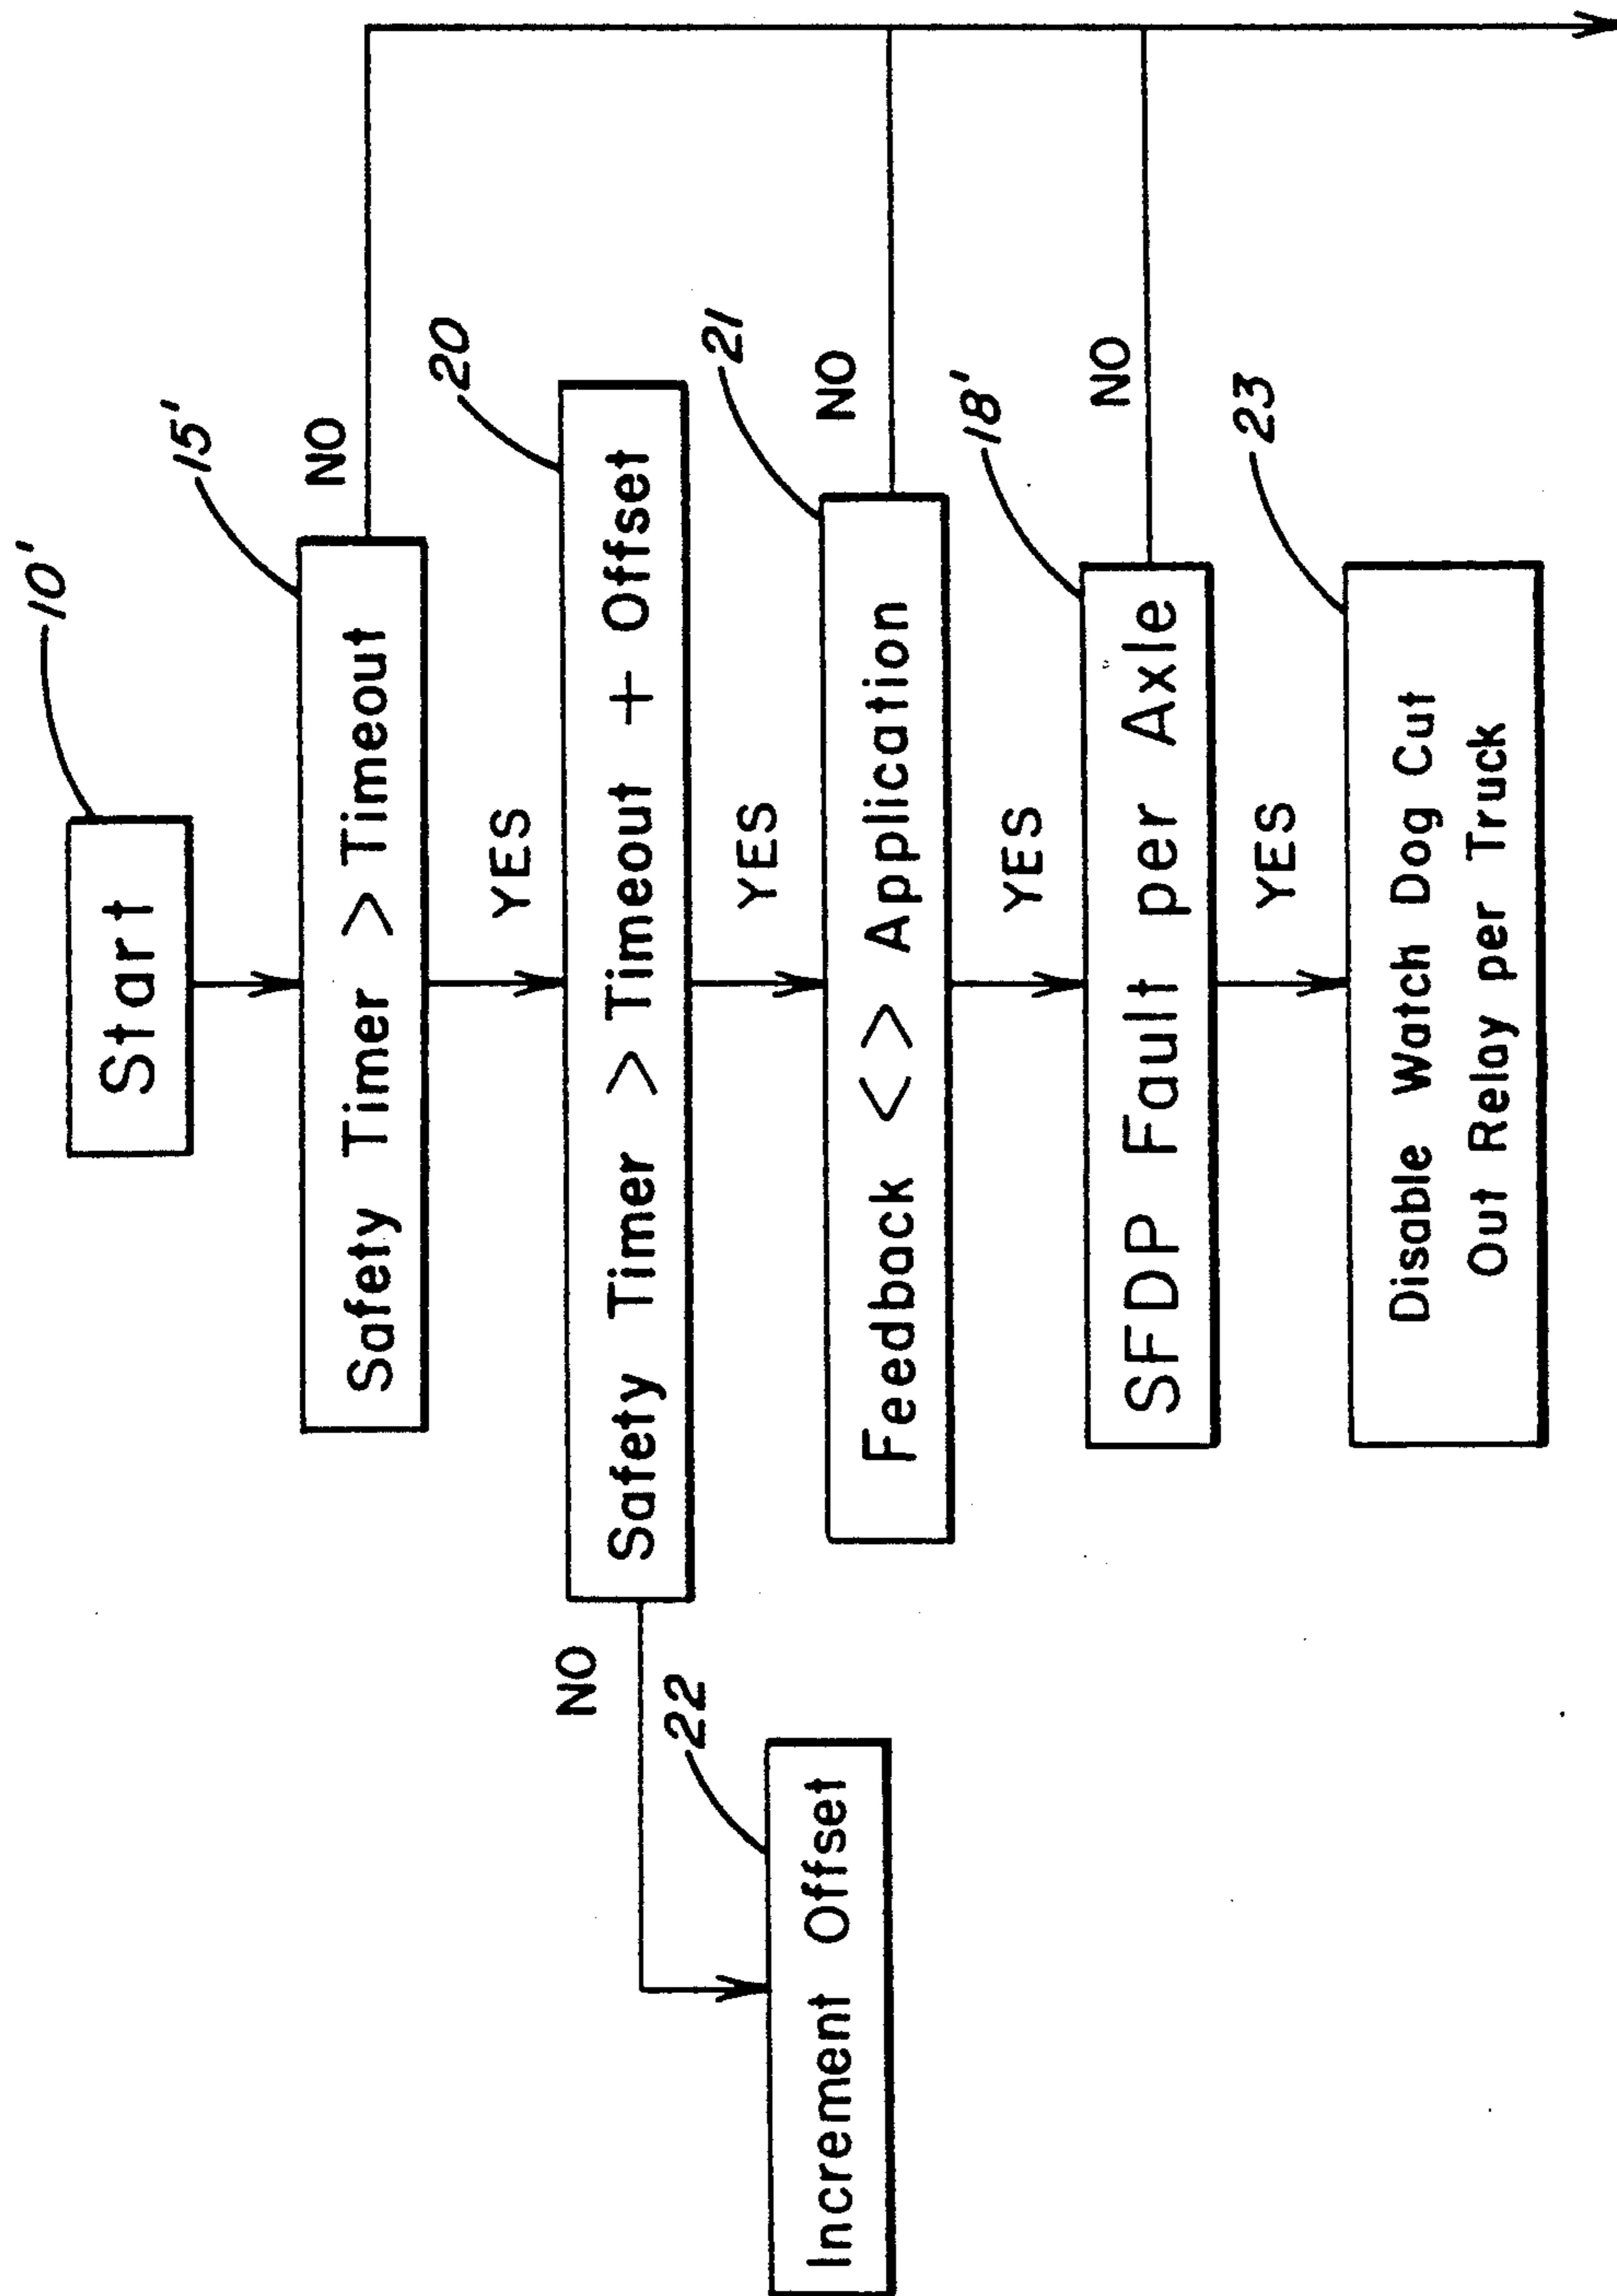 10'
Start
15'
Safety Timer > Timeout
NO
YES
20
Safety Timer > Timeout + Offset
NO
22
Increment Offset
YES
21
Feedback < > Application
NO
YES
18'
SFDP Fault per Axle
NO
YES
23
Disable Watch Dog Cut
Out Relay per Truck